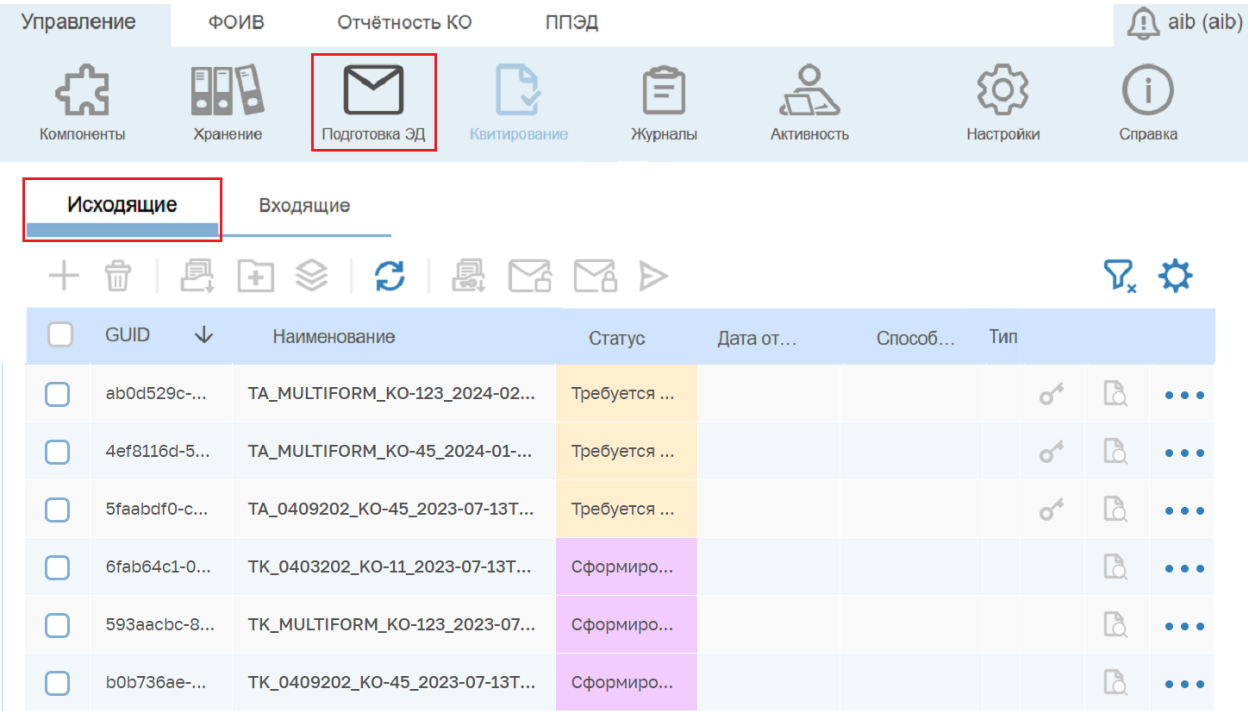 Управление ФОИВ Отчётность КО ППЭД aib (aib)
Компоненты Хранение Подготовка ЭД Квитирование Журналы Активность Настройки Справка
Исходящие Входящие
GUID Наименование Статус Дата от... Способ... Тип
ab0d529c-... TA_MULTIFORM_KO-123_2024-02... Требуется ...
4ef8116d-5... TA_MULTIFORM_KO-45_2024-01-... Требуется ...
5faabdf0-c... TA_0409202_KO-45_2023-07-13T... Требуется ...
6fab64c1-0... TK_0403202_KO-11_2023-07-13T... Сформиро...
593aacbc-8... TK_MULTIFORM_KO-123_2023-07... Сформиро...
b0b736ae-... TK_0409202_KO-45_2023-07-13T... Сформиро...